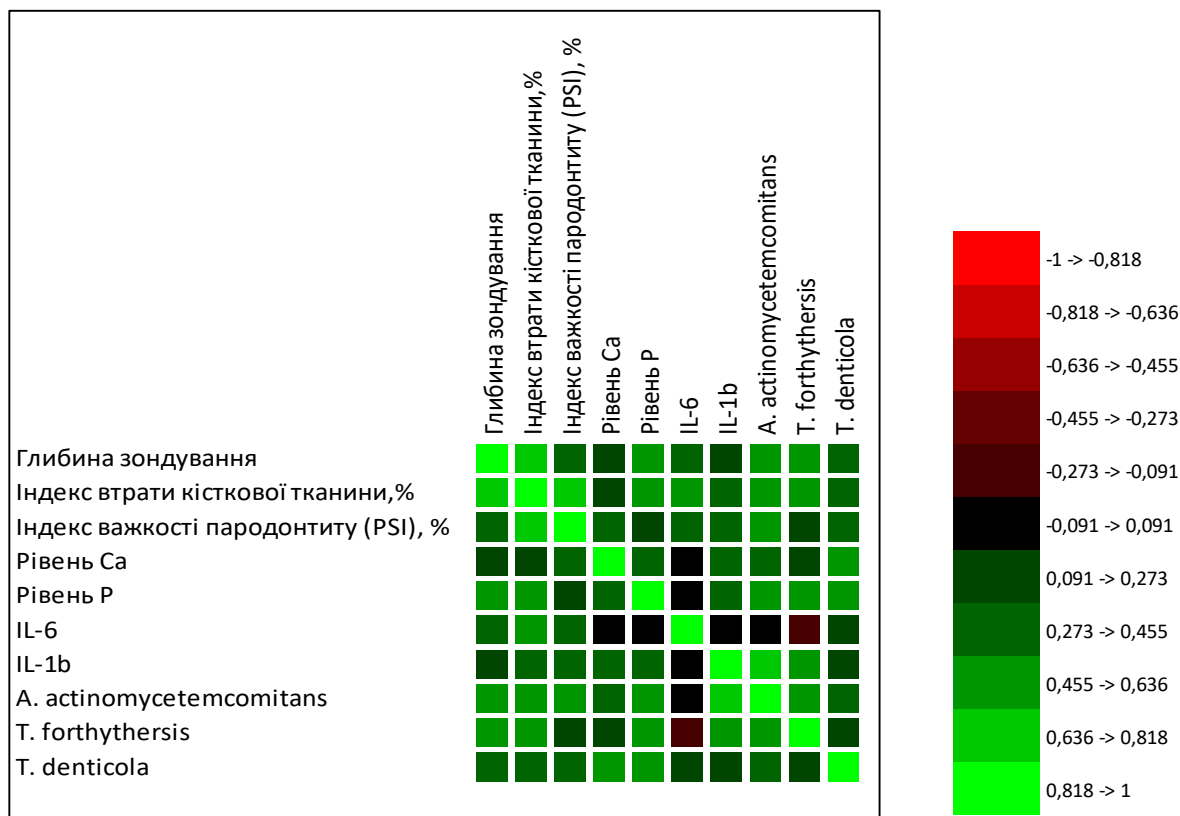 Глибина зондування
Індекс втрати кісткової тканини,%
Індекс важкості пародонтиту (PSI), %
Рівень Ca
Рівень P
IL-6
IL-1b
A. actinomycetemcomitans
T. forthythersis
T. denticola
Глибина зондування
Індекс втрати кісткової тканини,%
Індекс важкості пародонтиту (PSI), %
Рівень Ca
Рівень P
IL-6
IL-1b
A. actinomycetemcomitans
T. forthythersis
T. denticola
-1 -> -0,818
-0,818 -> -0,636
-0,636 -> -0,455
-0,455 -> -0,273
-0,273 -> -0,091
-0,091 -> 0,091
0,091 -> 0,273
0,273 -> 0,455
0,455 -> 0,636
0,636 -> 0,818
0,818 -> 1